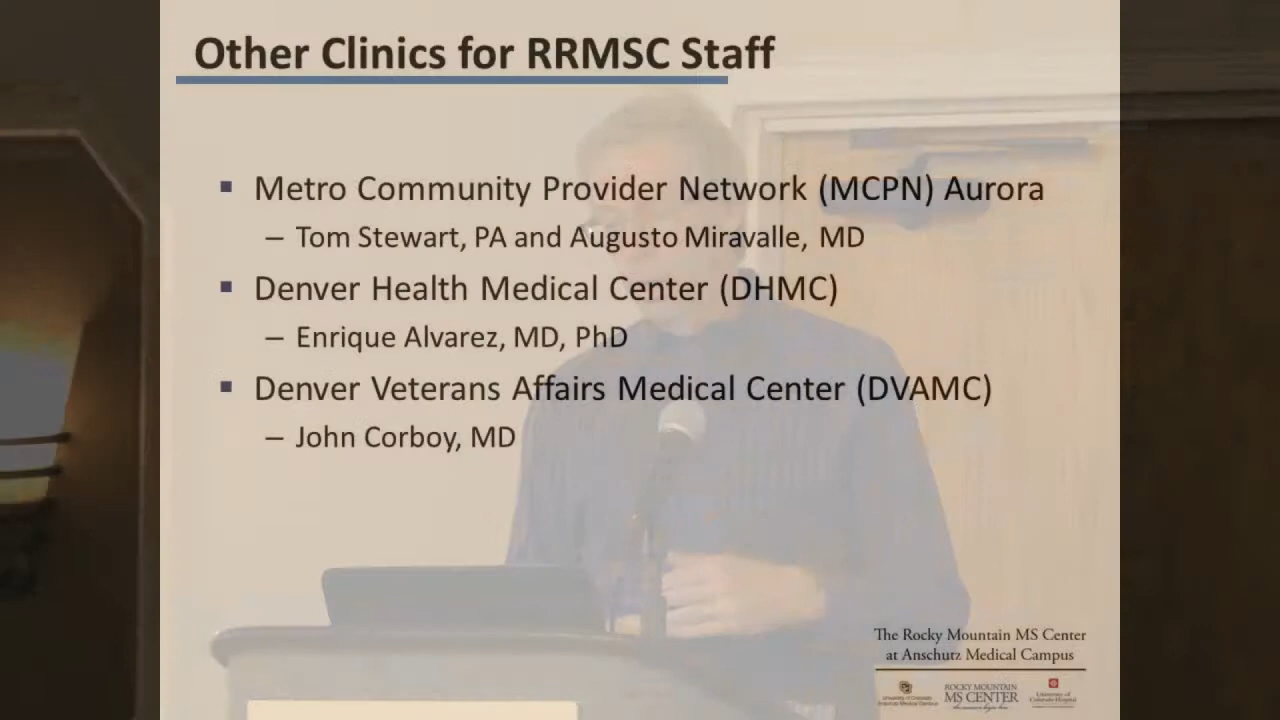 Other Clinics for RRMSC Staff
Metro Community Provider Network (MCPN) Aurora
– Tom Stewart, PA and Augusto Miravalle, MD
Denver Health Medical Center (DHMC)
– Enrique Alvarez, MD, PhD
Denver Veterans Affairs Medical Center (DVAMC)
– John Corboy, MD
The Rocky Mountain MS Center
at Anschutz Medical Campus
ROCKY MOUNTAIN
MS CENTER